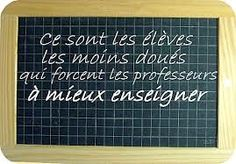 Ce sont les élèves
les moins doués
qui forcent les professeurs
à mieux enseigner